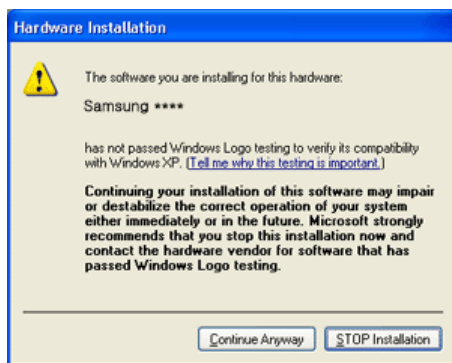 Hardware Installation
The software you are installing for this hardware:
Samsung ****
has not passed Windows Logo testing to verify its compatibility
with Windows XP. (Tell me why this testing is important.)
Continuing your installation of this software may impair
or destabilize the correct operation of your system
either immediately or in the future. Microsoft strongly
recommends that you stop this installation now and
contact the hardware vendor for software that has
passed Windows Logo testing.
Continue Anyway
STOP Installation